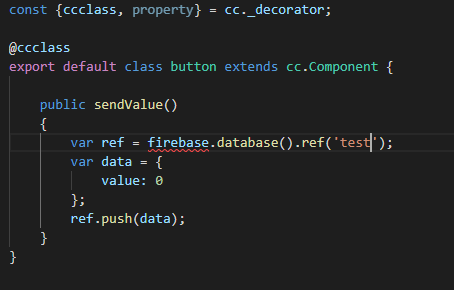 const {ccclass, property} = cc._decorator;
@ccclass
export default class button extends cc.Component {
public sendValue()
{
var ref = firebase.database().ref('test');
var data = {
value: 0
};
ref.push(data);
}
}